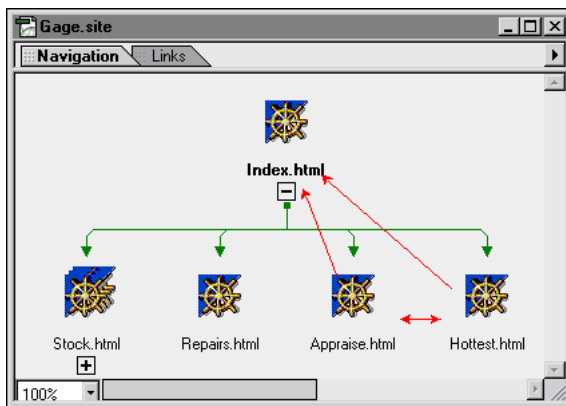 Gage.site
Navigation Links
Index.html
Stock.html Repairs.html Appraise.html Hottest.html
100%